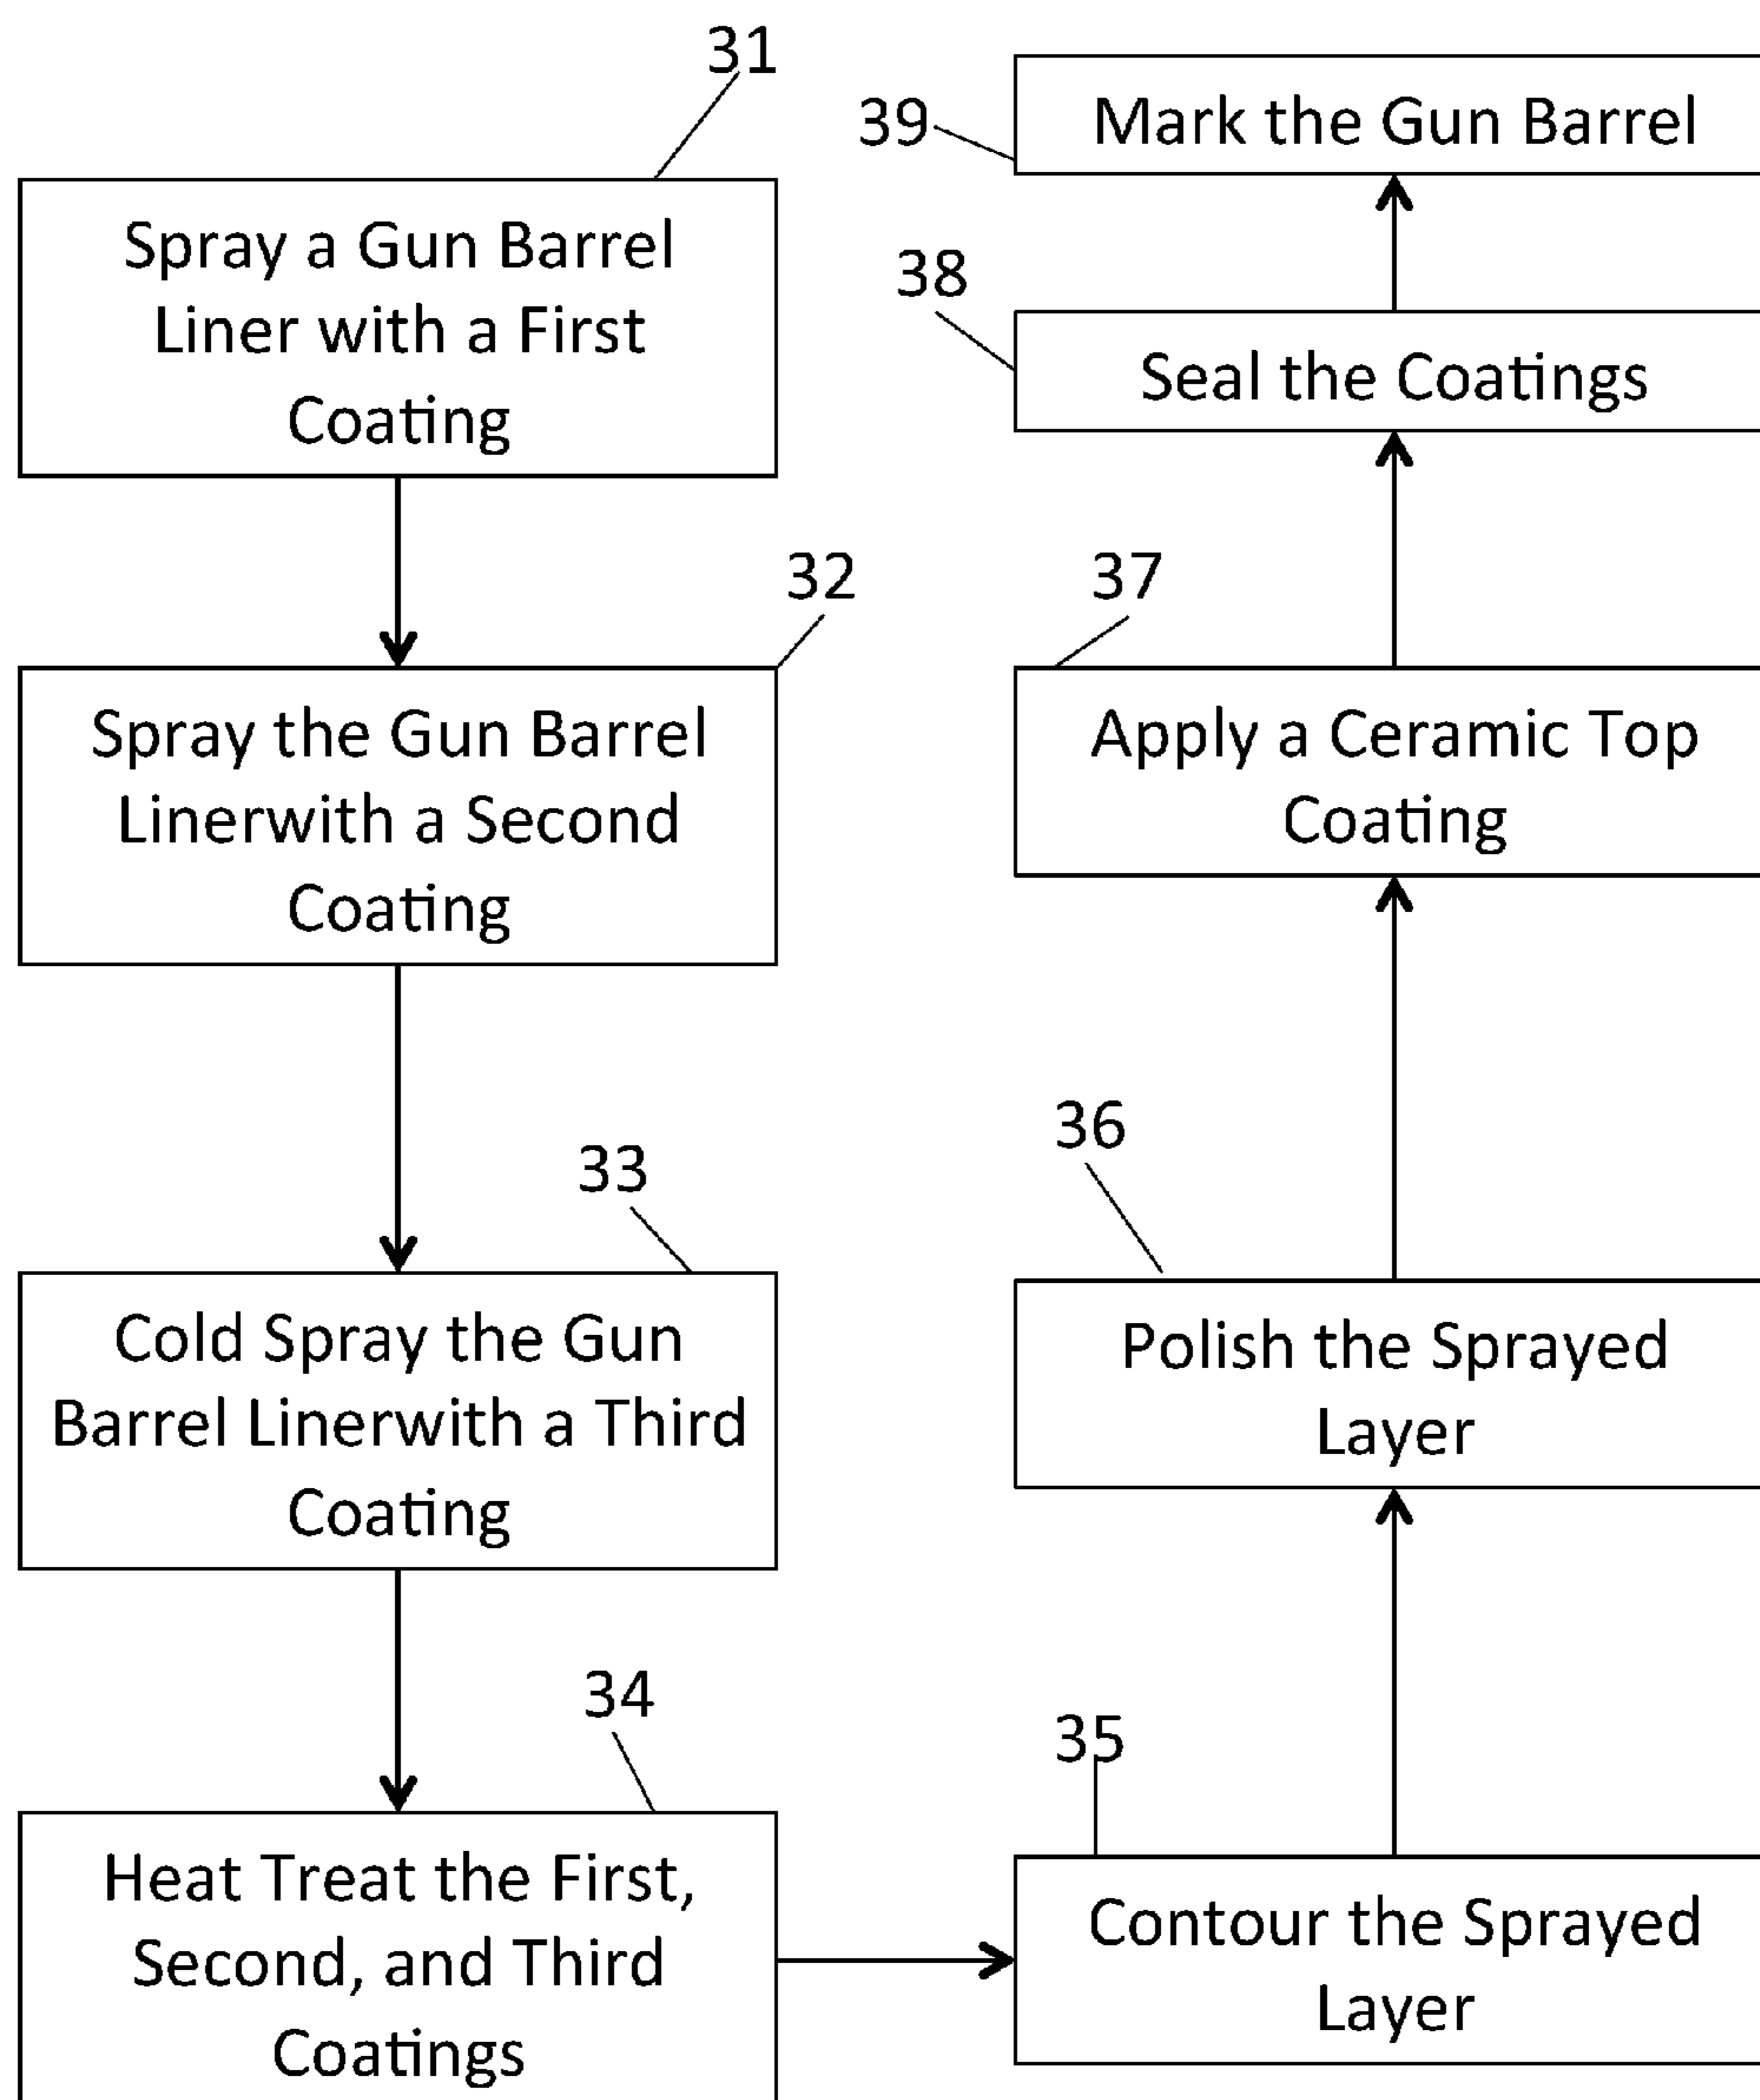 31
Spray a Gun Barrel
Liner with a First
Coating
32
Spray the Gun Barrel
Linerwith a Second
Coating
33
Cold Spray the Gun
Barrel Linerwith a Third
Coating
34
Heat Treat the First,
Second, and Third
Coatings
35
Contour the Sprayed
Layer
36
Polish the Sprayed
Layer
37
Apply a Ceramic Top
Coating
38
Seal the Coatings
39
Mark the Gun Barrel